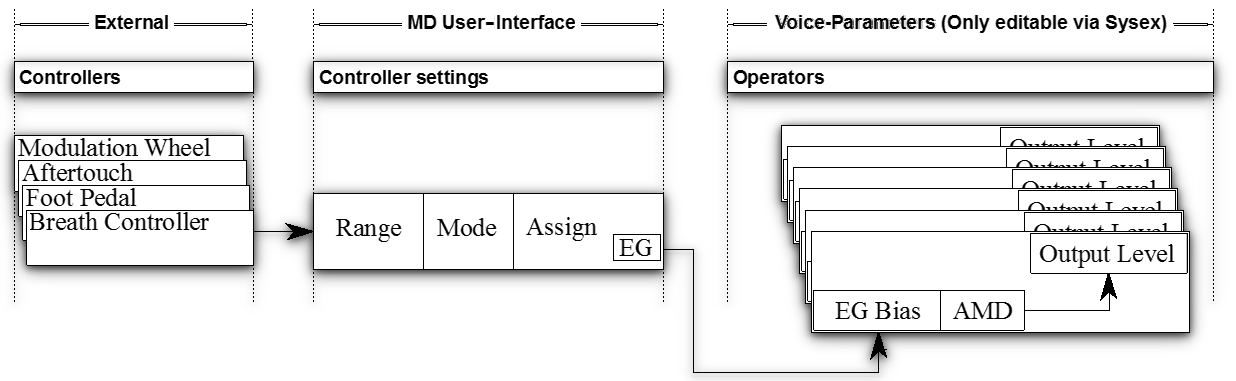 External
MD User-Interface
Voice-Parameters (Only editable via Sysex)
Controllers
Controller settings
Operators
Modulation Wheel
Aftertouch
Foot Pedal
Breath Controller
Range
Mode
Assign
EG
Output Level
Output Level
Output Level
Output Level
Output Level
Output Level
EG Bias
AMD